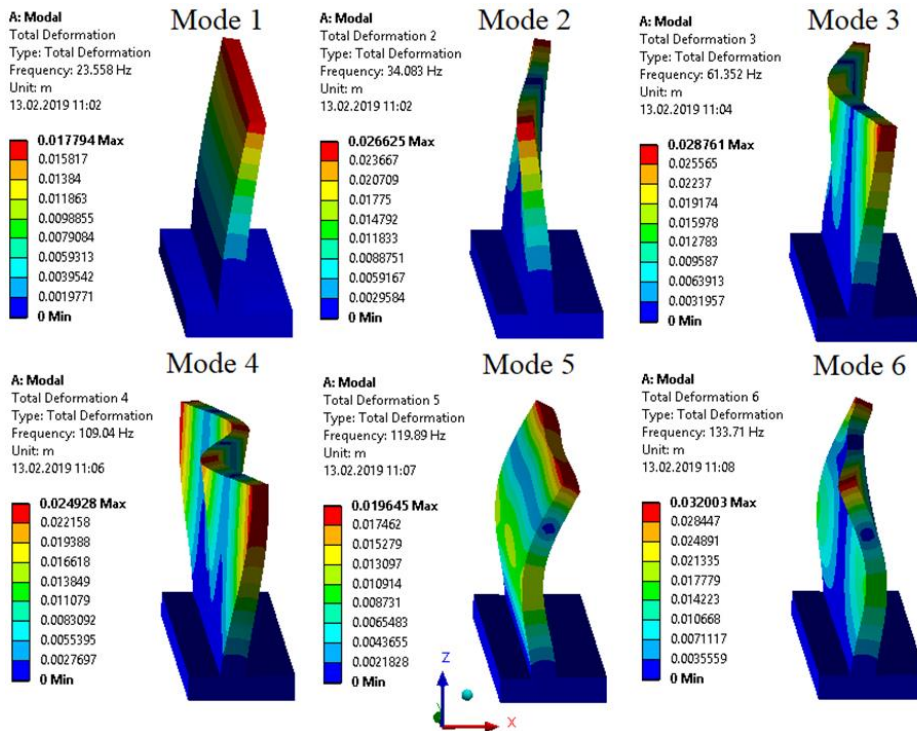 Mode 1
A: Modal
Total Deformation
Type: Total Deformation
Frequency: 23.558 Hz
Unit: m
13.02.2019 11:02
0.017794 Max
0.015817
0.01384
0.011863
0.0098855
0.0079084
0.0059313
0.0039542
0.0019771
0 Min
Mode 2
A: Modal
Total Deformation 2
Type: Total Deformation
Frequency: 34.083 Hz
Unit: m
13.02.2019 11:02
0.026625 Max
0.023667
0.020709
0.01775
0.014792
0.011833
0.0088751
0.0059167
0.0029584
0 Min
Mode 3
A: Modal
Total Deformation 3
Type: Total Deformation
Frequency: 61.352 Hz
Unit: m
13.02.2019 11:04
0.028761 Max
0.025565
0.02237
0.019174
0.015978
0.012783
0.009587
0.0063913
0.0031957
0 Min
Mode 4
A: Modal
Total Deformation 4
Type: Total Deformation
Frequency: 109.04 Hz
Unit: m
13.02.2019 11:06
0.024928 Max
0.022158
0.019388
0.016618
0.013849
0.011079
0.0083092
0.0055395
0.0027697
0 Min
Mode 5
A: Modal
Total Deformation 5
Type: Total Deformation
Frequency: 119.89 Hz
Unit: m
13.02.2019 11:07
0.019645 Max
0.017462
0.015279
0.013097
0.010914
0.008731
0.0065483
0.0043655
0.0021828
0 Min
Mode 6
A: Modal
Total Deformation 6
Type: Total Deformation
Frequency: 133.71 Hz
Unit: m
13.02.2019 11:08
0.032003 Max
0.028447
0.024891
0.021335
0.017779
0.014223
0.010668
0.0071117
0.0035559
0 Min
Z
X